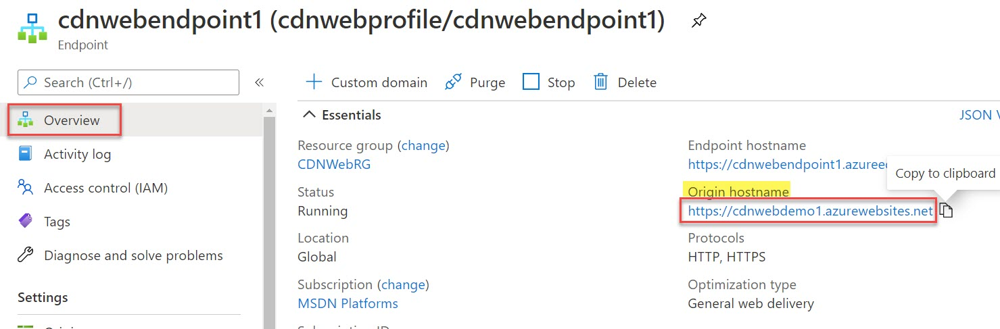 cdnwebendpoint1 (cdnwebprofile/cdnwebendpoint1)
Endpoint
Search (Ctrl+/)
«
Custom domain
Purge
Stop
Delete
Overview
Activity log
Access control (IAM)
Tags
Diagnose and solve problems
Settings
Essentials
JSON V
Resource group (change)
CDNWebRG
Status
Running
Location
Global
Subscription (change)
MSDN Platforms
Subscription ID
Endpoint hostname
https://cdnwebendpoint1.azuree
Copy to clipboard
Origin hostname
https://cdnwebdemo1.azurewebsites.net
Protocols
HTTP, HTTPS
Optimization type
General web delivery